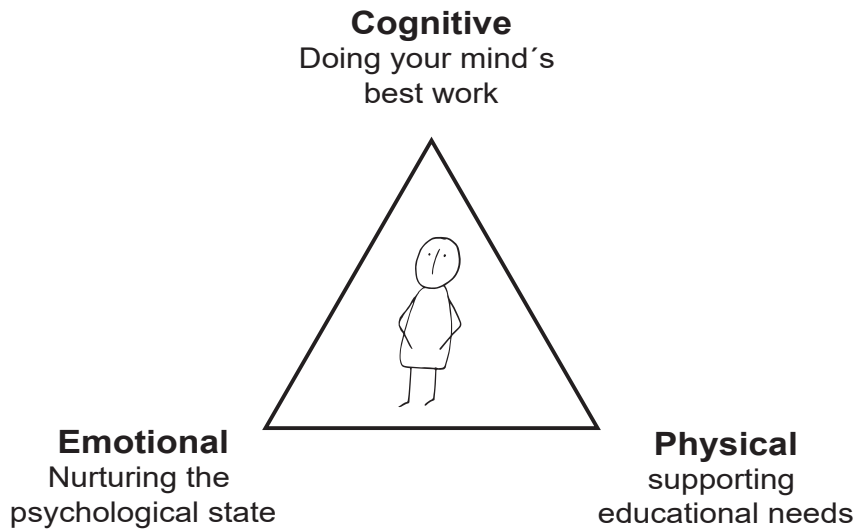 Cognitive
Doing your mind´s
best work
Emotional
Nurturing the
psychological state
Physical
supporting
educational needs